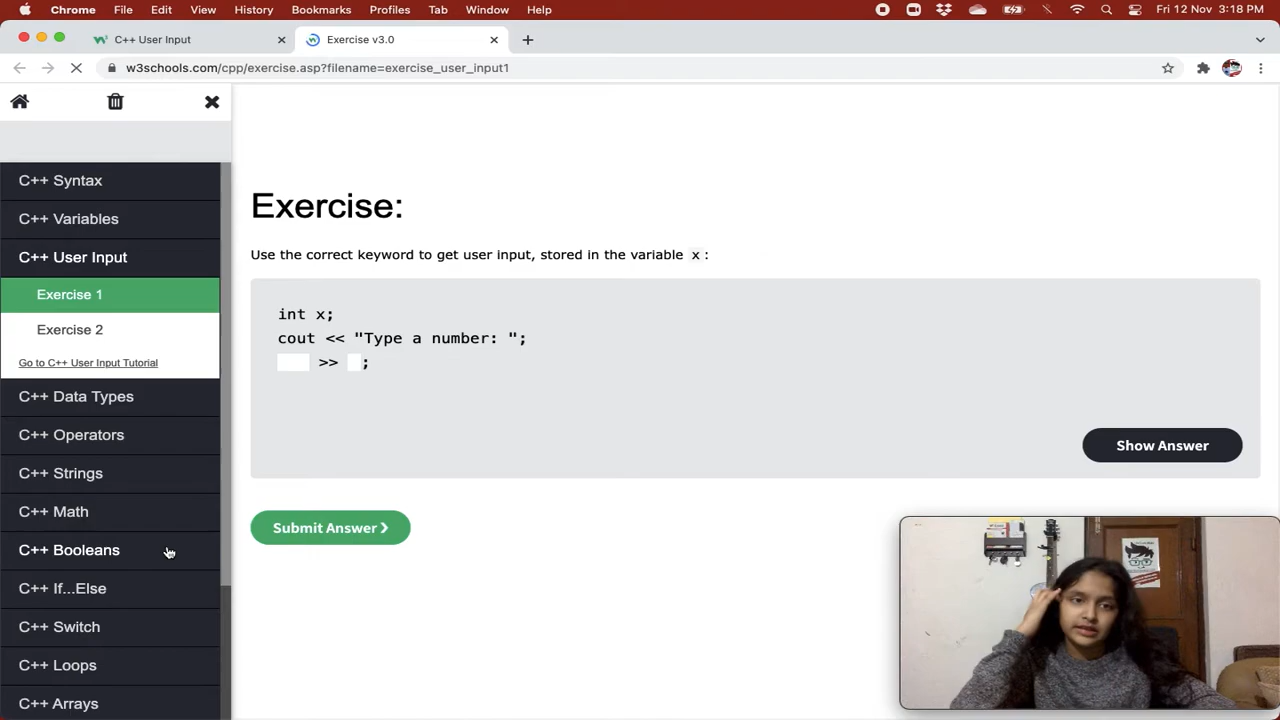 Chrome File Edit View History Bookmarks Profiles Tab Window Help Fri 12 Nov 3:18 PM
C++ User Input
Exercise v3.0
w3schools.com/cpp/exercise.asp?filename=exercise_user_input1
C++ Syntax
C++ Variables
C++ User Input
Exercise 1
Exercise 2
Go to C++ User Input Tutorial
C++ Data Types
C++ Operators
C++ Strings
C++ Math
C++ Booleans
C++ If...Else
C++ Switch
C++ Loops
C++ Arrays
Exercise:
Use the correct keyword to get user input, stored in the variable x :
int x;
cout << "Type a number: ";
>> ;
Show Answer
Submit Answer ❯